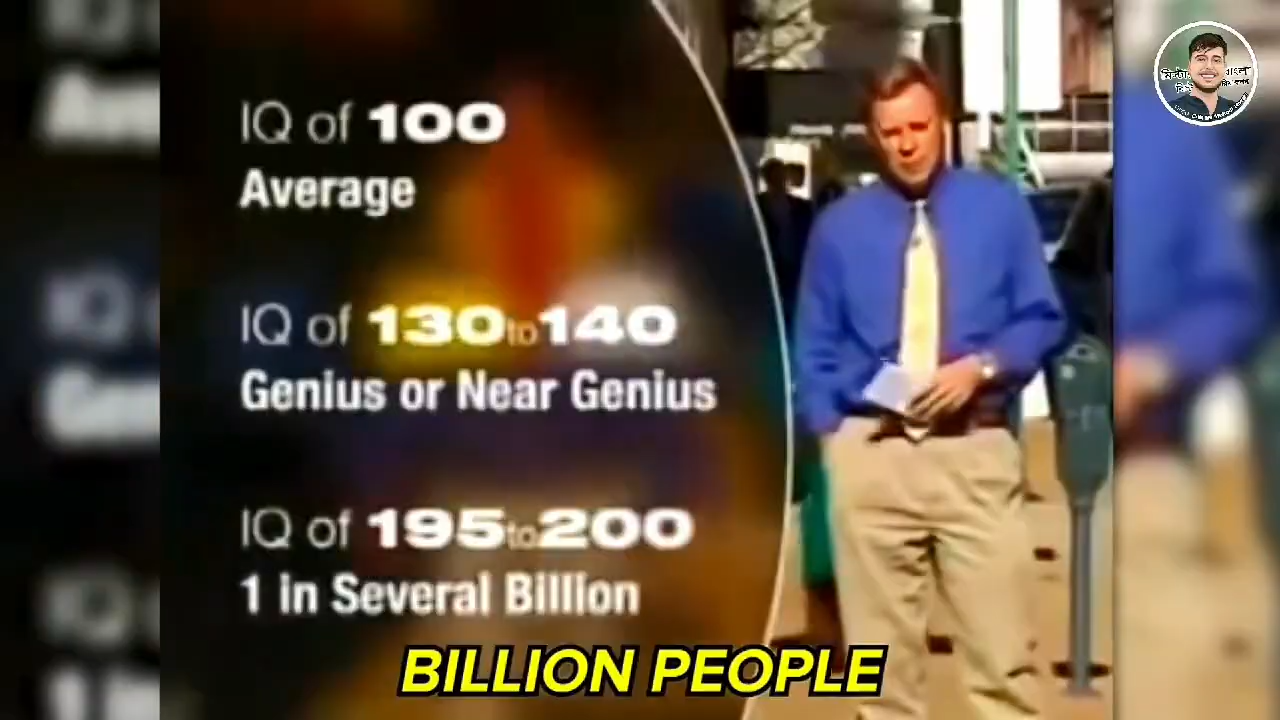 IQ of 100
Average
IQ of 130 to 140
Genius or Near Genius
IQ of 195 to 200
1 in Several Billion
BILLION PEOPLE